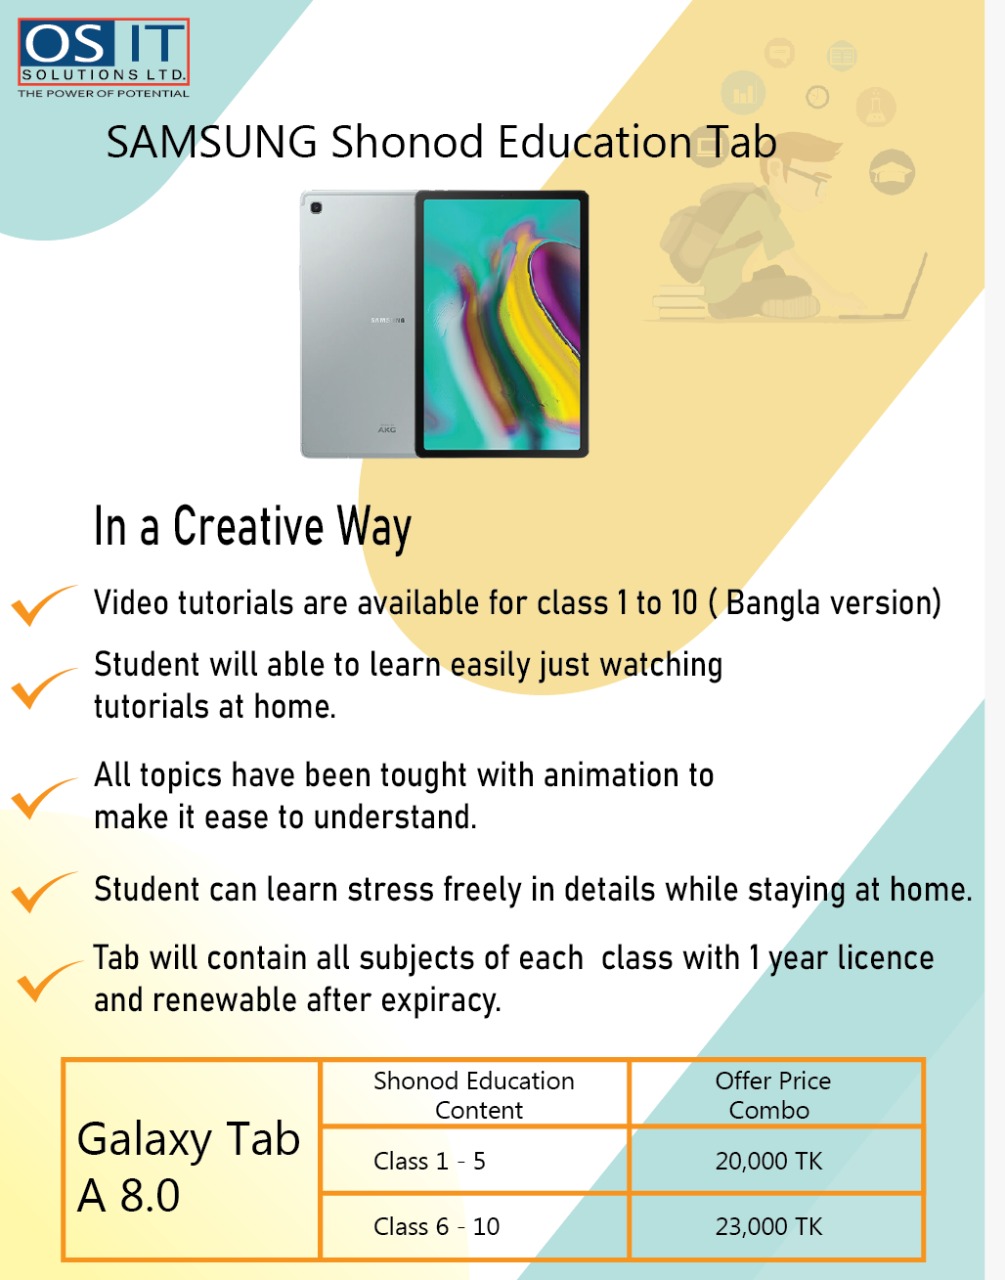 OS IT
SOLUTIONS LTD.
THE POWER OF POTENTIAL
SAMSUNG Shonod Education Tab
SAMSUNG
AKG
In a Creative Way
Video tutorials are available for class 1 to 10 ( Bangla version)
Student will able to learn easily just watching
tutorials at home.
All topics have been tought with animation to
make it ease to understand.
Student can learn stress freely in details while staying at home.
Tab will contain all subjects of each class with 1 year licence
and renewable after expiracy.
Galaxy Tab
A 8.0
Shonod Education
Content
Offer Price
Combo
Class 1 - 5
20,000 TK
Class 6 - 10
23,000 TK